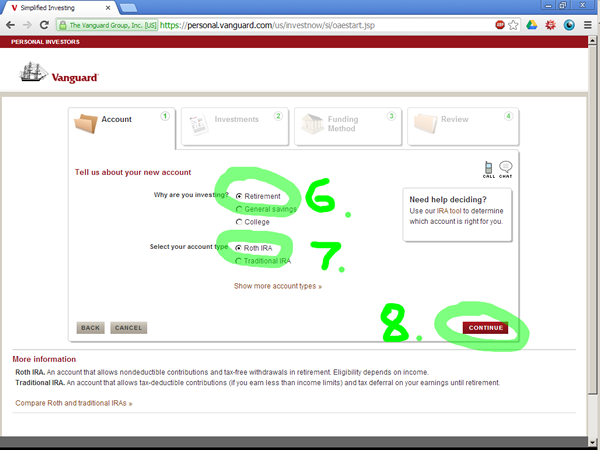 Simplified Investing
The Vanguard Group, Inc. [US] https://personal.vanguard.com/us/investnow/si/oaestart.jsp
PERSONAL INVESTORS
Vanguard
Account 1 Investments 2 Funding Method 3 Review 4
Tell us about your new account
CALL CHAT
Why are you investing? Retirement 6.
General savings
College
Need help deciding?
Use our IRA tool to determine
which account is right for you.
Select your account type Roth IRA 7.
Traditional IRA
Show more account types »
BACK CANCEL 8. CONTINUE
More information
Roth IRA. An account that allows nondeductible contributions and tax-free withdrawals in retirement. Eligibility depends on income.
Traditional IRA. An account that allows tax-deductible contributions (if you earn less than income limits) and tax deferral on your earnings until retirement.
Compare Roth and traditional IRAs »